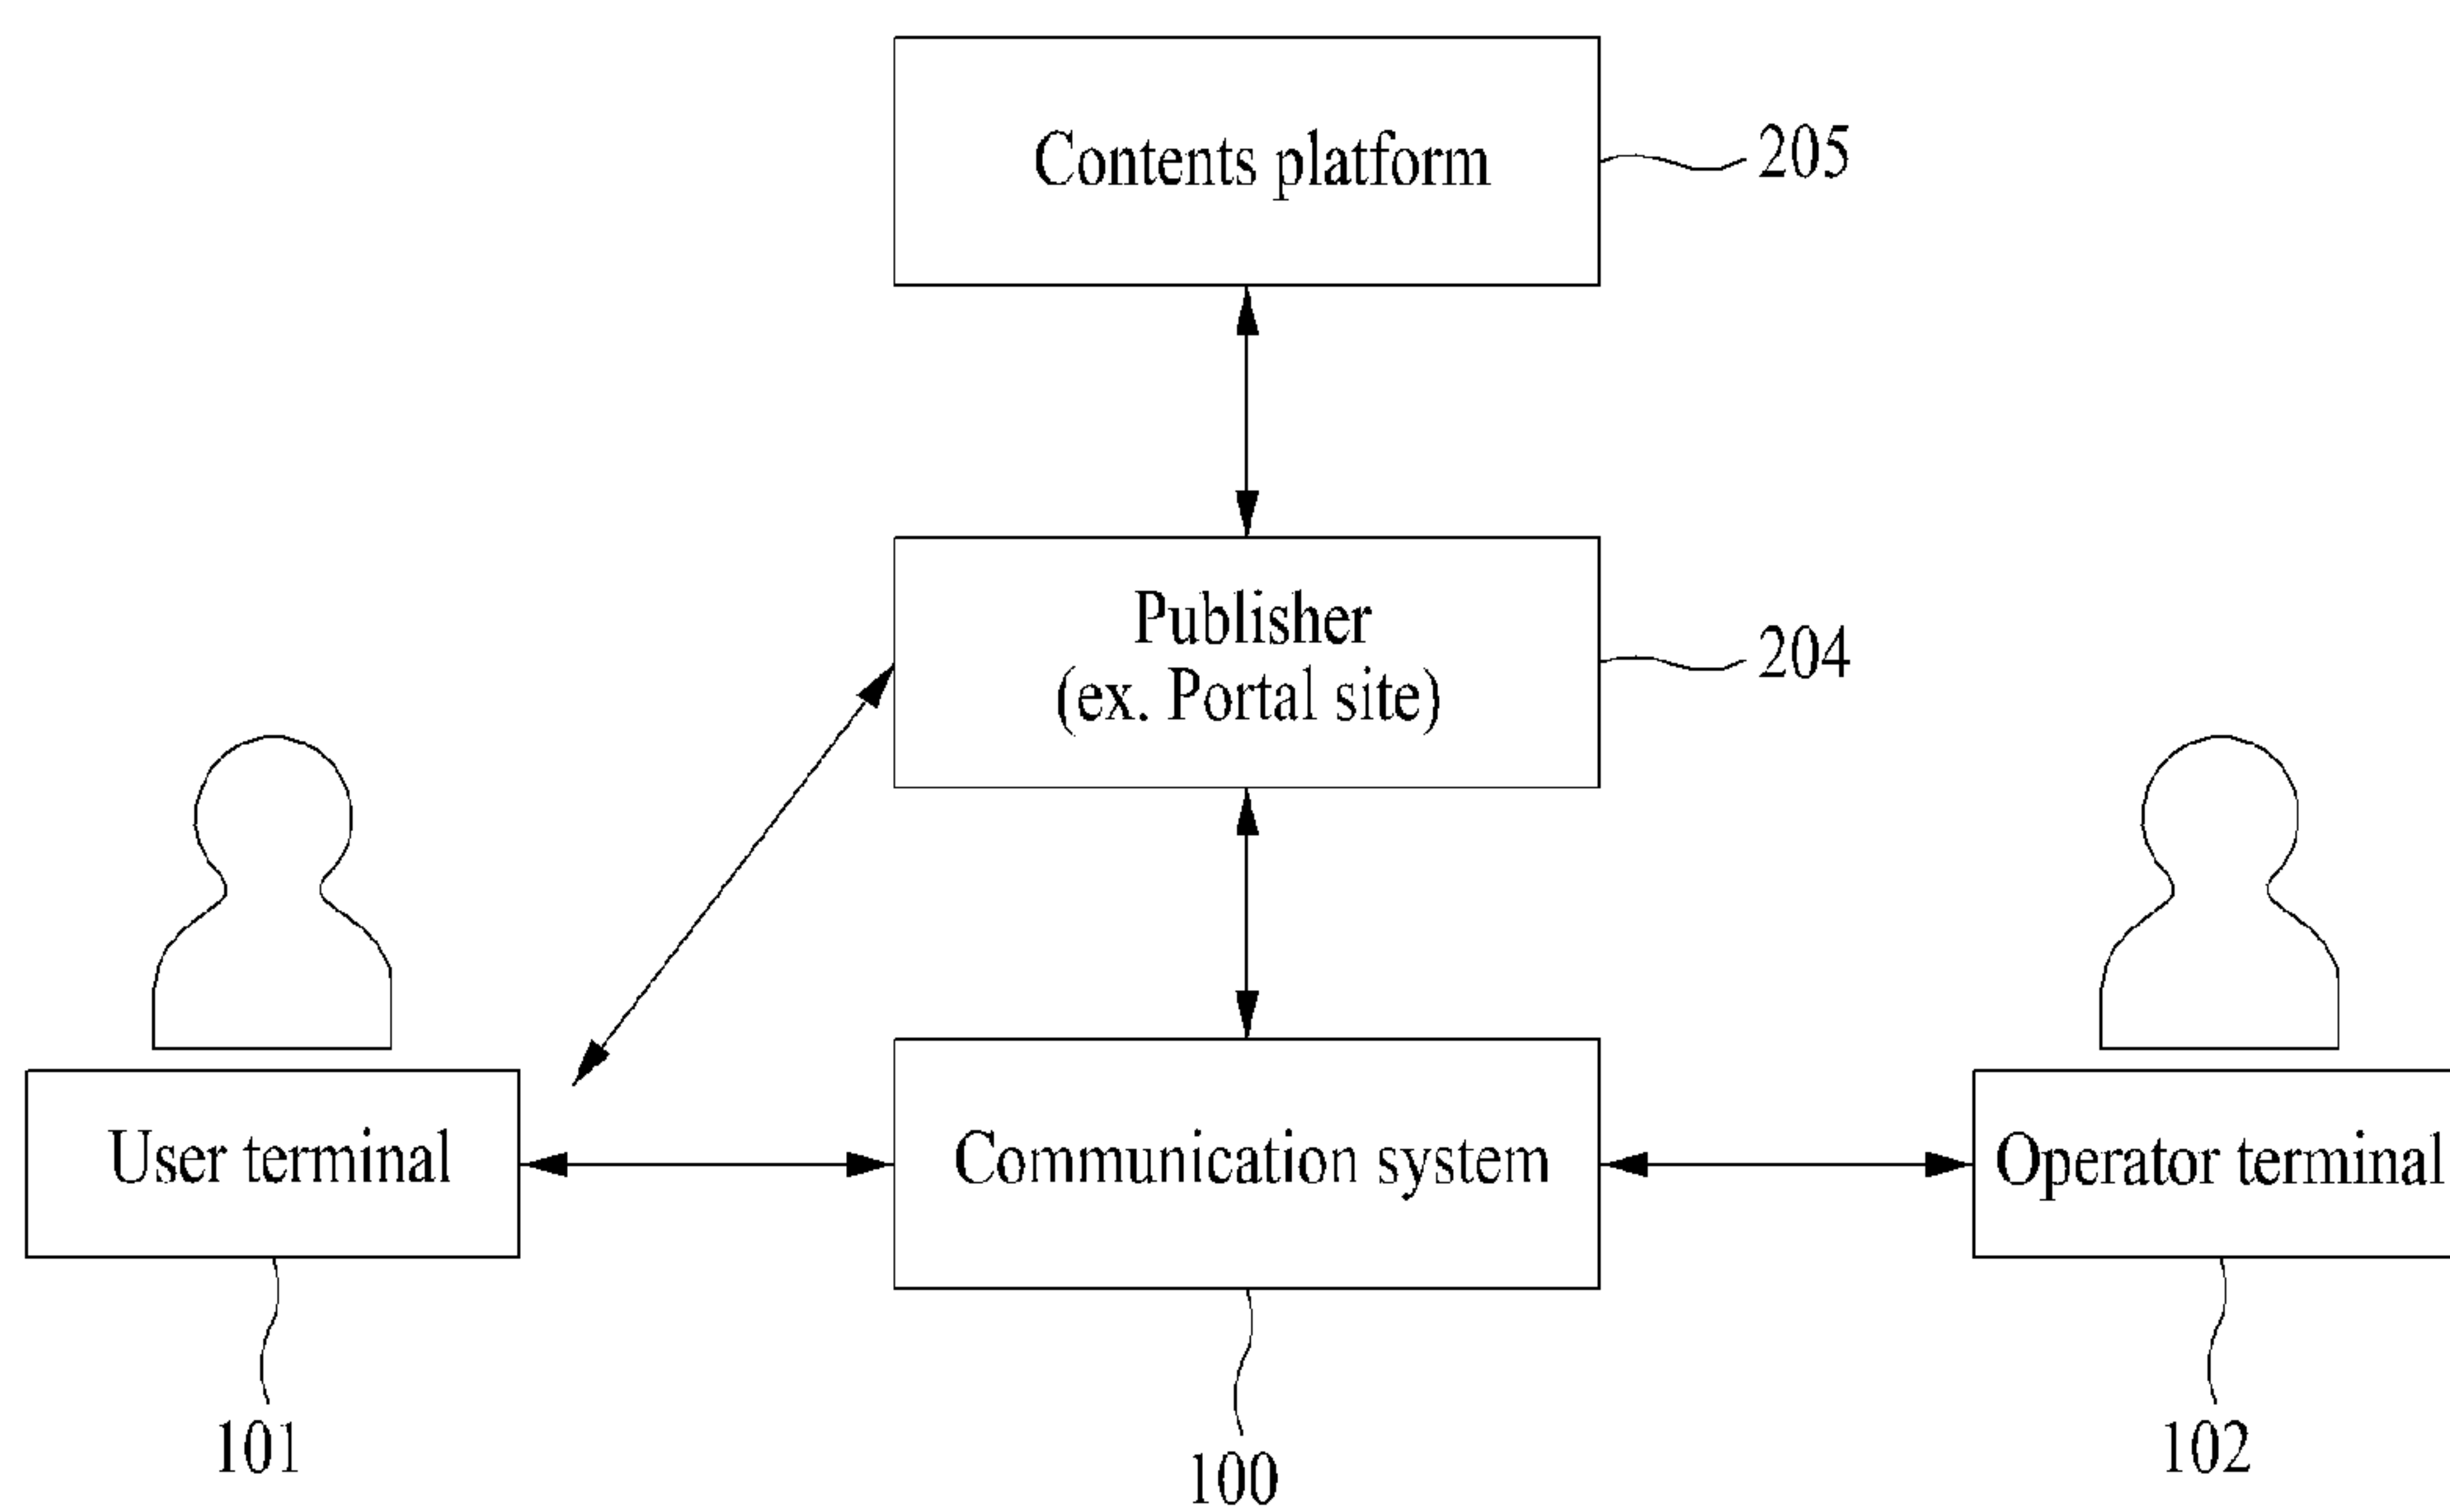 Contents platform
205
Publisher
(ex. Portal site)
204
User terminal
Communication system
Operator terminal
101
100
102